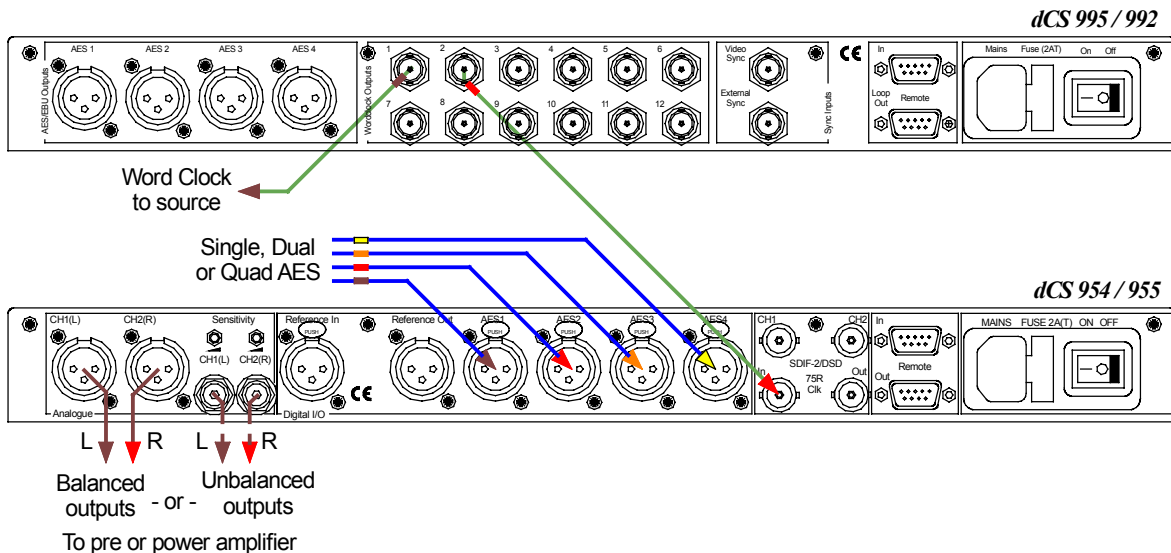 dCS 995 / 992
AES 1 AES 2 AES 3 AES 4
AES/EBU Outputs
1 2 3 4 5 6
7 8 9 10 11 12
Wordclock Outputs
Video
Sync
External
Sync
Sync Inputs
CE
In
Loop
Out
Remote
Mains Fuse (2AT) On Off
Word Clock
to source
Single, Dual
or Quad AES
dCS 954 / 955
CH1(L) CH2(R)
Analogue
Sensitivity
CH1(L) CH2(R)
Reference In
PUSH
Digital I/O
CE
Reference Out
AES1 AES2 AES3 AES4
PUSH PUSH PUSH PUSH
CH1 CH2
SDIF-2/DSD
In Out
75R
Clk
In
Out
Remote
MAINS FUSE 2A(T) ON OFF
L R L R
Balanced
outputs
- or -
Unbalanced
outputs
To pre or power amplifier